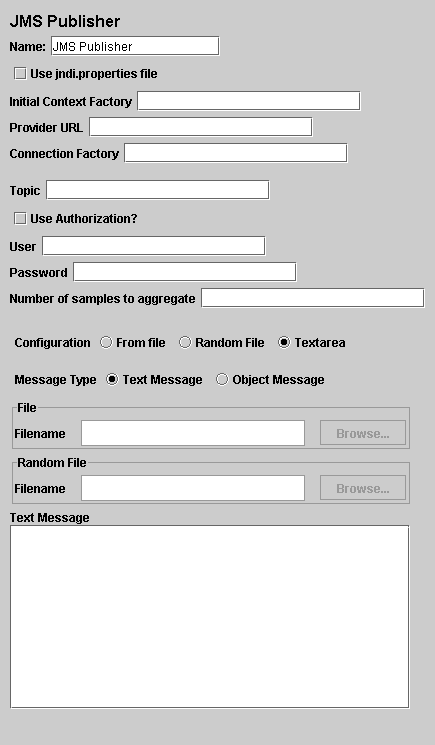 JMS Publisher
Name: JMS Publisher
Use jndi.properties file
Initial Context Factory
Provider URL
Connection Factory
Topic
Use Authorization?
User
Password
Number of samples to aggregate
Configuration From file Random File Textarea
Message Type Text Message Object Message
File
Filename Browse...
Random File
Filename Browse...
Text Message